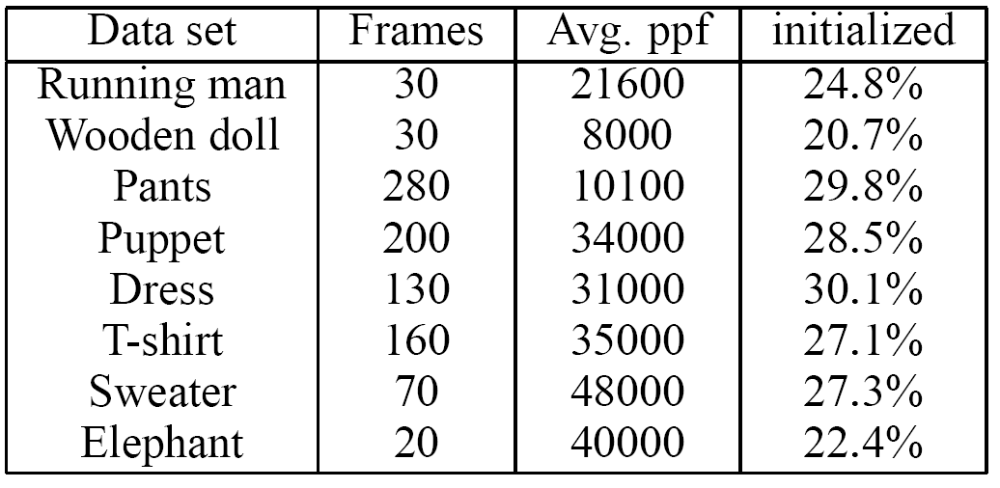 Data set Frames Avg. ppf initialized
Running man 30 21600 24.8%
Wooden doll 30 8000 20.7%
Pants 280 10100 29.8%
Puppet 200 34000 28.5%
Dress 130 31000 30.1%
T-shirt 160 35000 27.1%
Sweater 70 48000 27.3%
Elephant 20 40000 22.4%